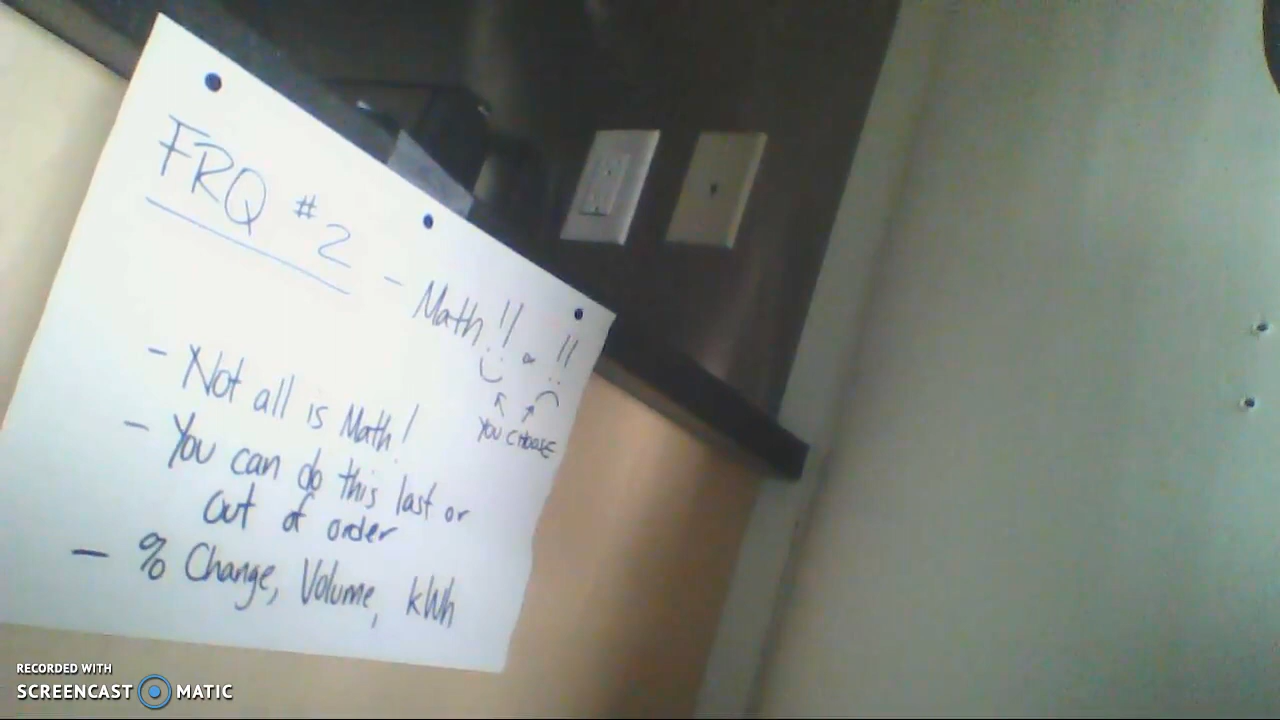 FRQ #2 - Math!! or !!
YOU CHOOSE
- Not all is Math!
- You can do this last or
out of order
- % Change, Volume, kWh
RECORDED WITH
SCREENCAST MATIC